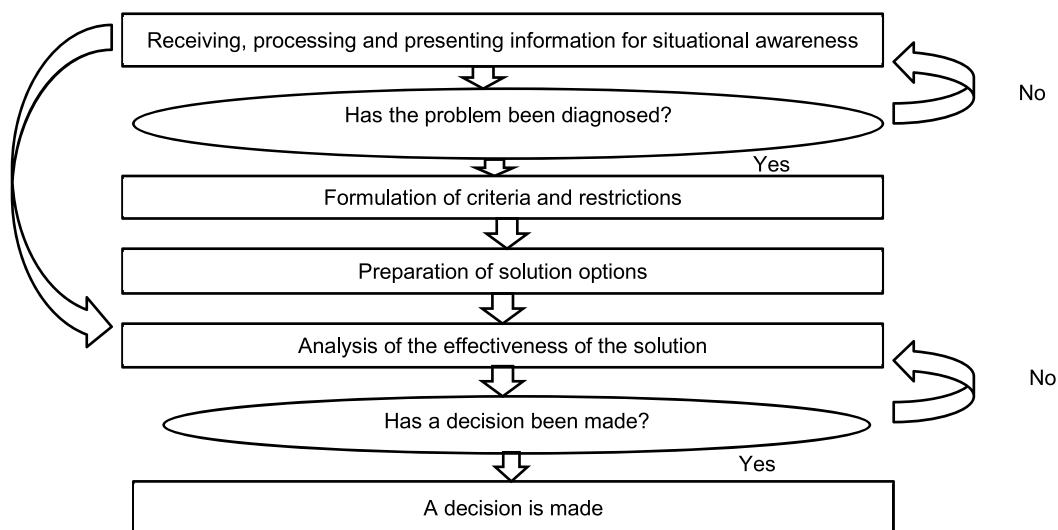 Receiving, processing and presenting information for situational awareness
No
Has the problem been diagnosed?
Yes
Formulation of criteria and restrictions
Preparation of solution options
Analysis of the effectiveness of the solution
No
Has a decision been made?
Yes
A decision is made